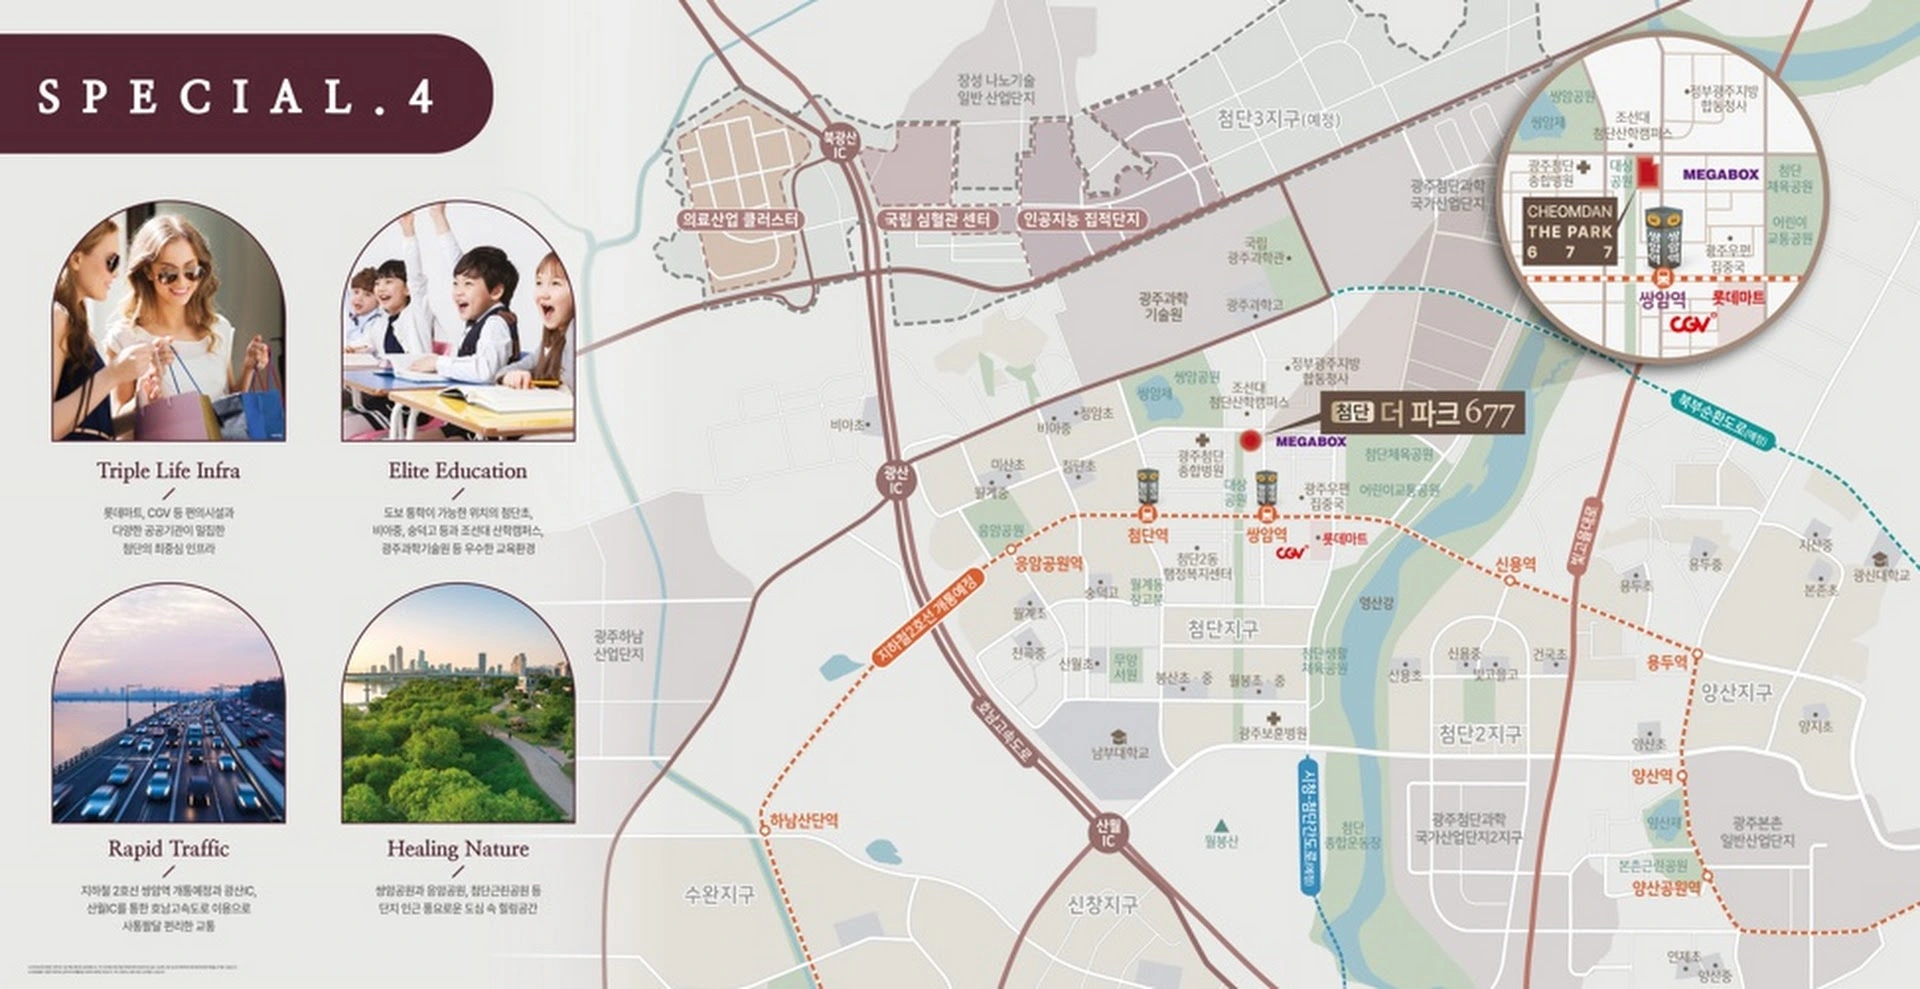 SPECIAL.4
Triple Life Infra
롯데마트, CGV 등 편의시설과
다양한 공공기관이 밀집한
첨단의 최중심 인프라
Elite Education
도보 통학이 가능한 위치의 첨단초,
비아중, 숭덕고 등과 조선대 산학캠퍼스,
광주과학기술원 등 우수한 교육환경
Rapid Traffic
지하철 2호선 쌍암역 개통예정과 광산IC,
산월IC를 통한 호남고속도로 이용으로
사통팔달 편리한 교통
Healing Nature
쌍암공원과 응암공원, 첨단근린공원 등
단지 인근 풍요로운 도심 속 힐링공간
장성 나노기술
일반 산업단지
첨단3지구(예정)
북광산
IC
의료산업 클러스터
국립 심혈관 센터
인공지능 집적단지
광주첨단과학
국가산업단지
국립
광주과학관
광주과학
기술원
광주과학고
쌍암공원
쌍암제
정부광주지방
합동청사
조선대
첨단산학캠퍼스
광주첨단
종합병원
대상
공원
MEGABOX
첨단
체육공원
CHEOMDAN
THE PARK
6 7 7
쌍암역
쌍암역
어린이
교통공원
광주우편
집중국
쌍암역
롯데마트
CGV
북부순환도로(예정)
쌍암공원
쌍암제
정부광주지방
합동청사
조선대
첨단산학캠퍼스
첨단 더 파크 677
MEGABOX
비아초
비아중
정암초
광산
IC
미산초
월계중
첨단초
광주첨단
종합병원
대상
공원
광주우편
집중국
첨단체육공원
어린이교통공원
응암공원
응암공원역
첨단역
쌍암역
CGV
롯데마트
첨단2동
행정복지센터
신용역
빛고을대로
용두초
용두중
지산중
본촌초
광신대학교
지하철2호선 개통예정
숭덕고
월계동
장고분
월계초
천곡중
산월초
무양
서원
첨단지구
봉산초·중
월봉초·중
첨단생활
체육공원
영산강
신용초
신용중
빛고을고
건국초
용두역
양산지구
양지초
광주하남
산업단지
호남고속도로
남부대학교
광주보훈병원
첨단2지구
양산초
양산역
시청-첨단간도로(예정)
하남산단역
산월
IC
월봉산
첨단
종합운동장
광주첨단과학
국가산업단지2지구
양산제
광주본촌
일반산업단지
본촌근린공원
양산공원역
수완지구
신창지구
연제초
양산중